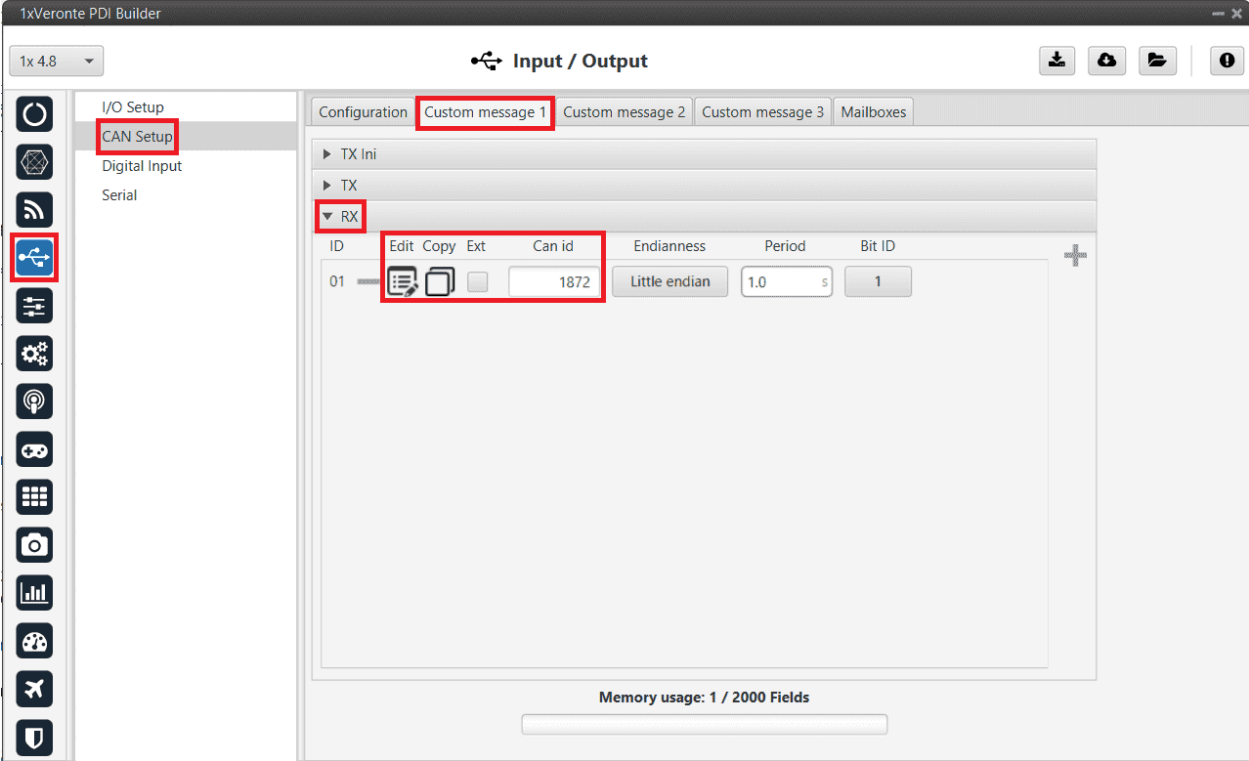 1xVeronte PDI Builder
1x 4.8
Input / Output
I/O Setup
CAN Setup
Digital Input
Serial
Configuration Custom message 1 Custom message 2 Custom message 3 Mailboxes
TX Ini
TX
RX
ID Edit Copy Ext Can id Endianness Period Bit ID
01 1872 Little endian 1.0 s 1
Memory usage: 1 / 2000 Fields